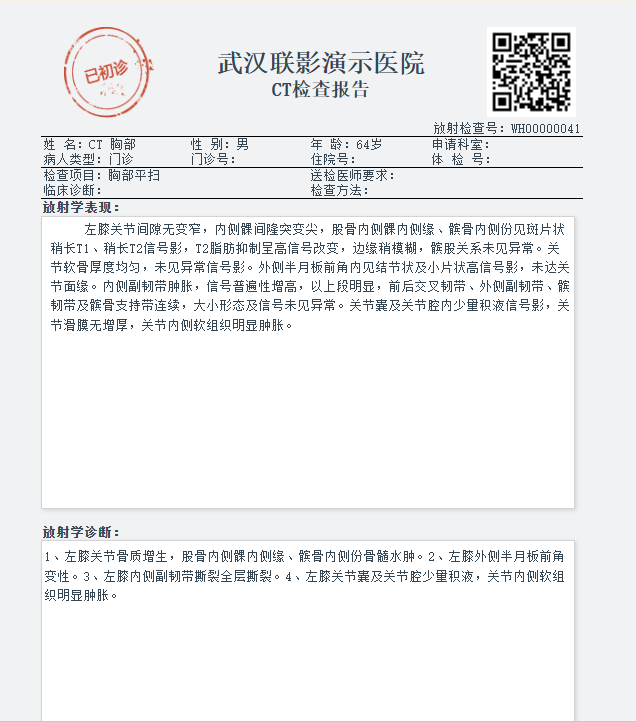 已初诊
武汉联影演示医院
CT检查报告
放射检查号：WH00000041
姓 名：CT 胸部 性 别：男 年 龄：64岁 申请科室：
病人类型：门诊 门诊号： 住院号： 体 检 号：
检查项目：胸部平扫 送检医师要求：
临床诊断： 检查方法：
放射学表现：
左膝关节间隙无变窄，内侧髁间隆突变尖，股骨内侧髁内侧缘、髌骨内侧份见斑片状
稍长T1、稍长T2信号影，T2脂肪抑制呈高信号改变，边缘稍模糊，髌股关系未见异常。关
节软骨厚度均匀，未见异常信号影。外侧半月板前角内见结节状及小片状高信号影，未达关
节面缘。内侧副韧带肿胀，信号普遍性增高，以上段明显，前后交叉韧带、外侧副韧带、髌
韧带及髌骨支持带连续，大小形态及信号未见异常。关节囊及关节腔内少量积液信号影，关
节滑膜无增厚，关节内侧软组织明显肿胀。
放射学诊断：
1、左膝关节骨质增生，股骨内侧髁内侧缘、髌骨内侧份骨髓水肿。2、左膝外侧半月板前角
变性。3、左膝内侧副韧带撕裂全层撕裂。4、左膝关节囊及关节腔少量积液，关节内侧软组
织明显肿胀。